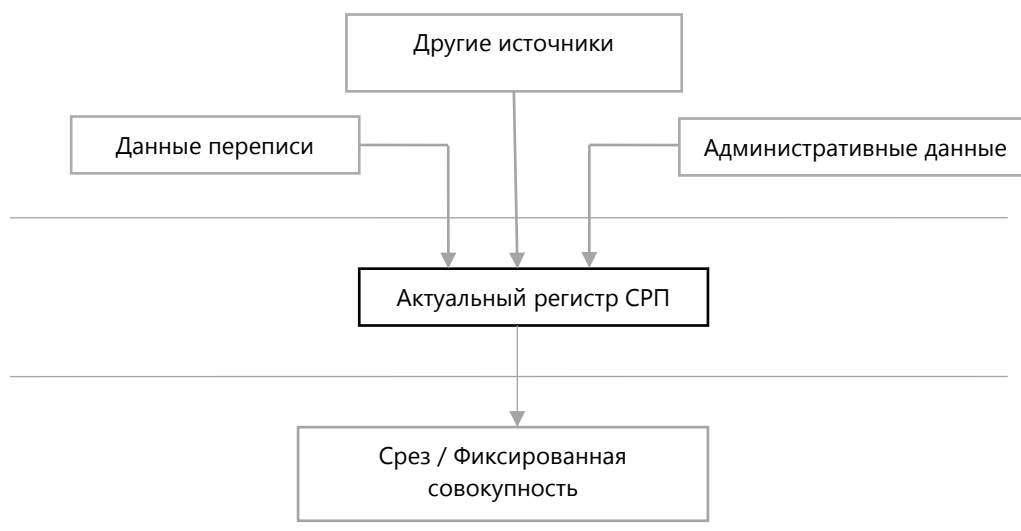 Другие источники
Данные переписи
Административные данные
Актуальный регистр СРП
Срез / Фиксированная
совокупность